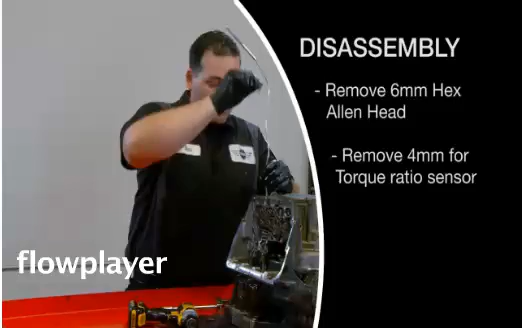 DISASSEMBLY
- Remove 6mm Hex
Allen Head
- Remove 4mm for
Torque ratio sensor
flowplayer